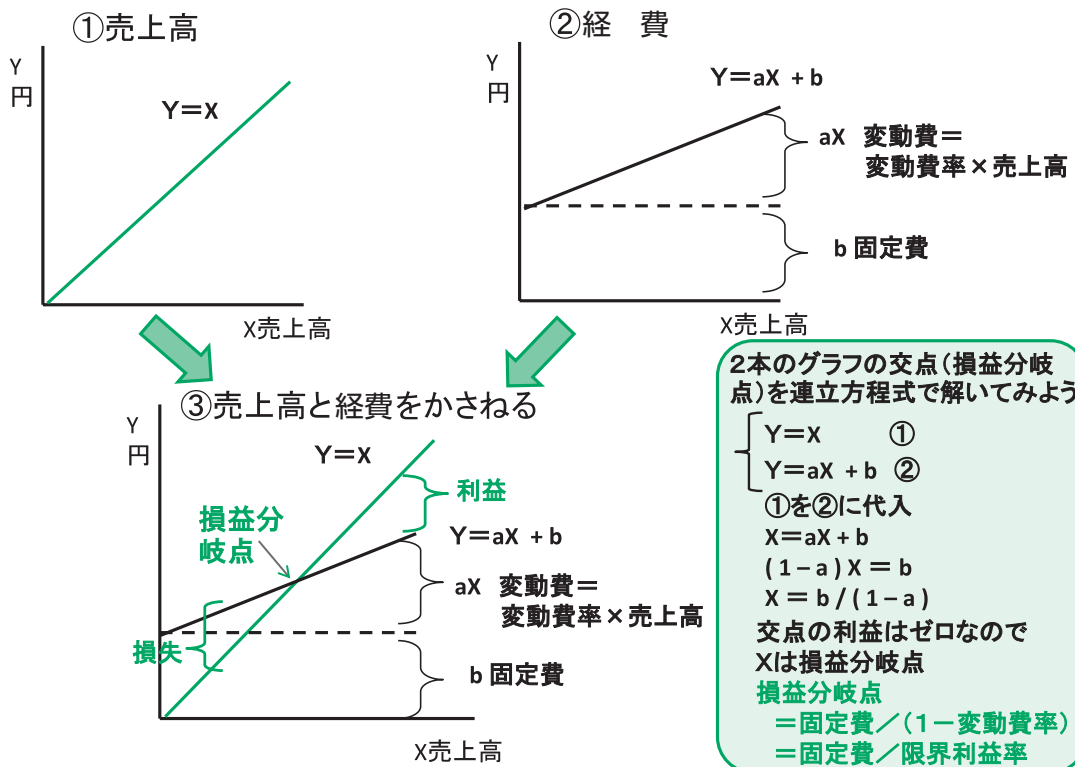 ①売上高
Y
円
Y=X
X売上高
②経　費
Y
円
Y=aX + b
aX 変動費=
変動費率×売上高
b 固定費
X売上高
③売上高と経費をかさねる
Y
円
Y=X
利益
損益分
岐点
Y=aX + b
aX 変動費=
変動費率×売上高
損失
b 固定費
X売上高
2本のグラフの交点(損益分岐
点)を連立方程式で解いてみよう
Y=X ①
Y=aX + b ②
①を②に代入
X=aX + b
(1-a)X = b
X = b/(1-a)
交点の利益はゼロなので
Xは損益分岐点
損益分岐点
=固定費/(1-変動費率)
=固定費/限界利益率